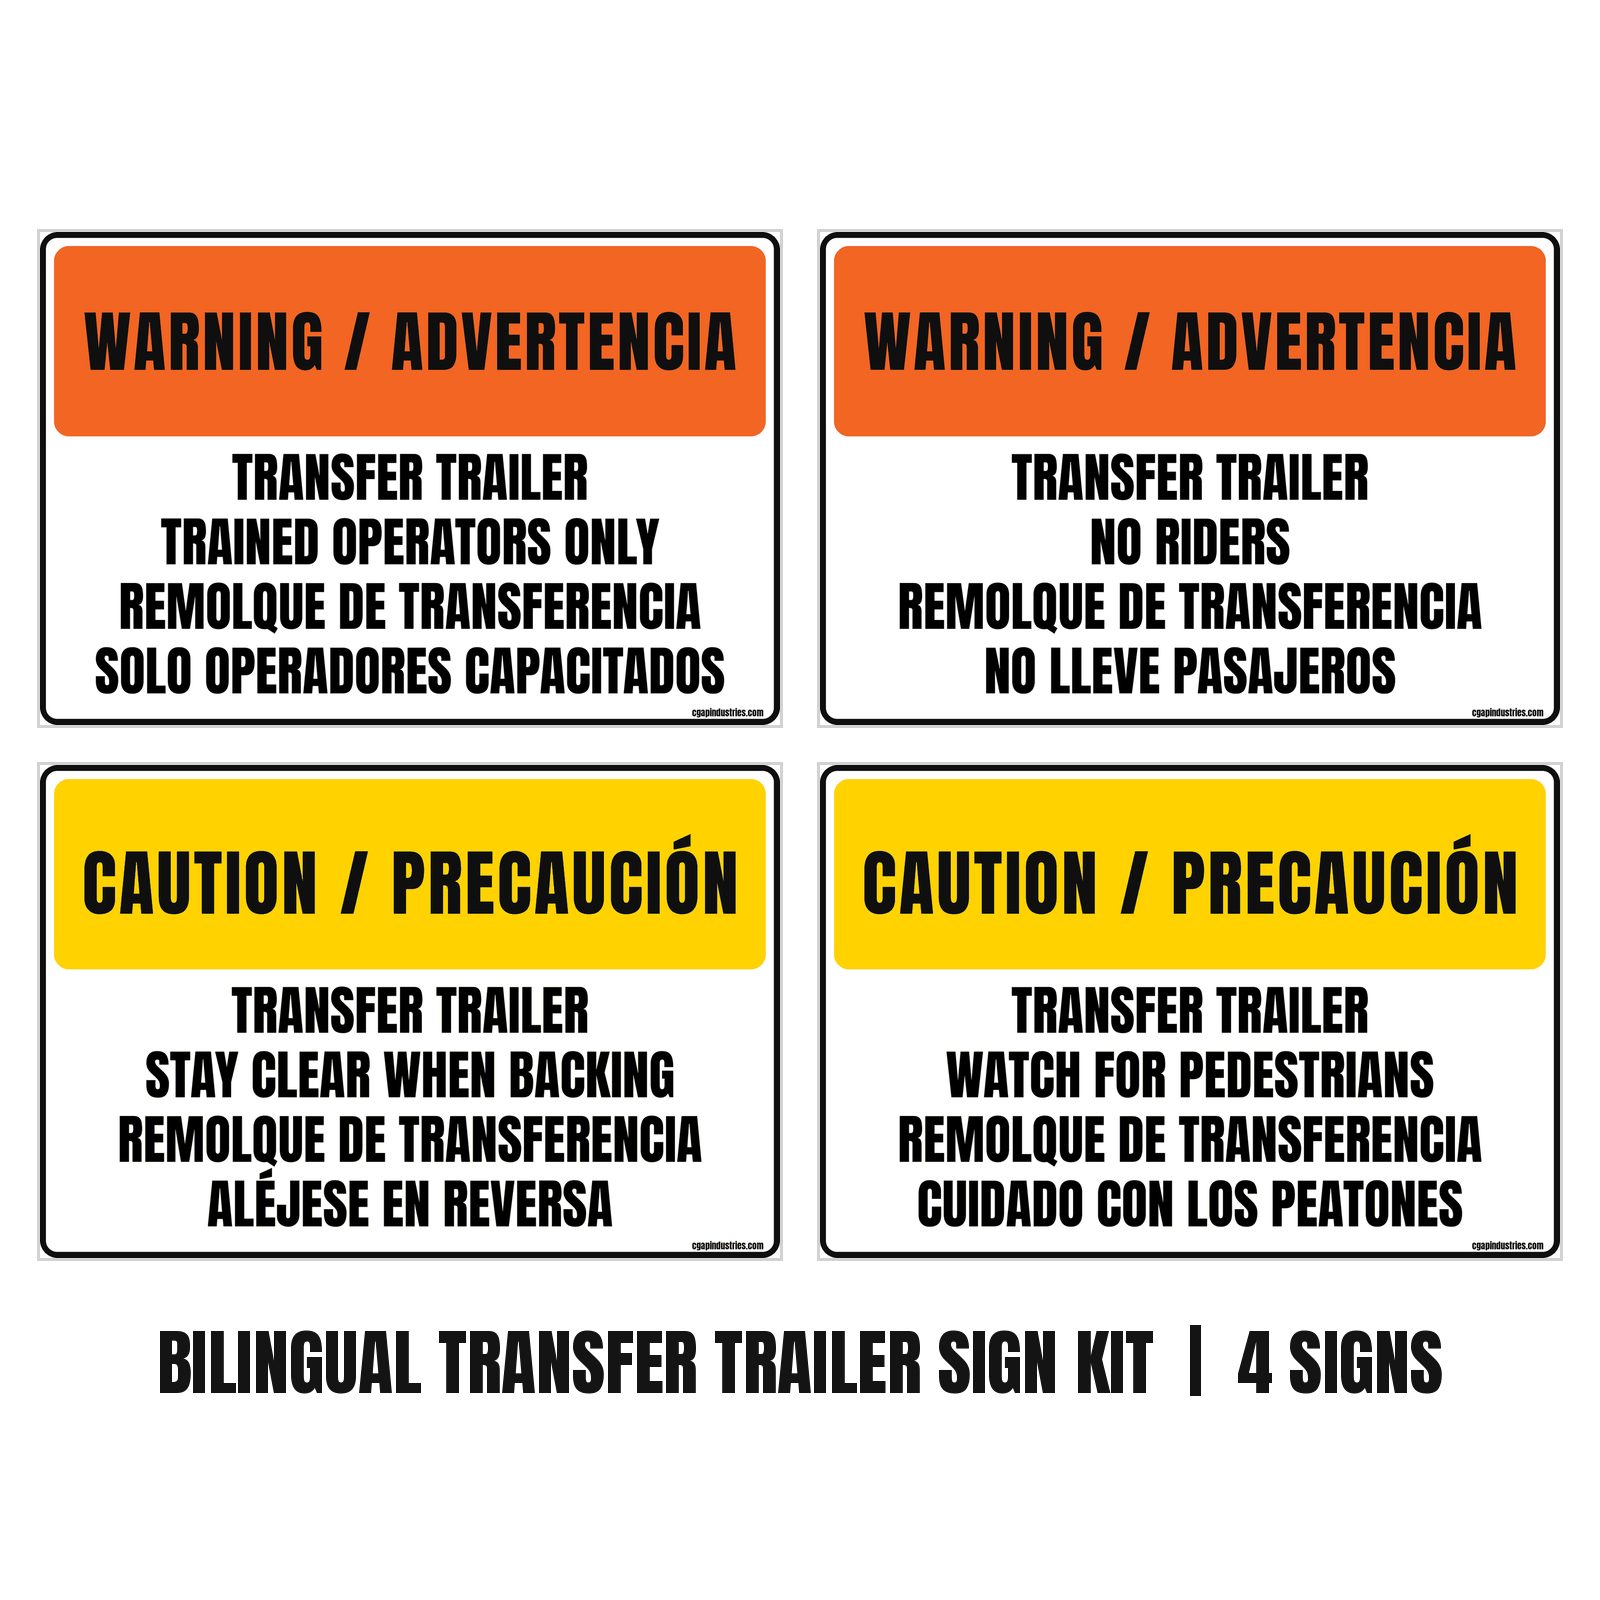 WARNING / ADVERTENCIA
TRANSFER TRAILER
TRAINED OPERATORS ONLY
REMOLQUE DE TRANSFERENCIA
SOLO OPERADORES CAPACITADOS
cgapindustries.com
WARNING / ADVERTENCIA
TRANSFER TRAILER
NO RIDERS
REMOLQUE DE TRANSFERENCIA
NO LLEVE PASAJEROS
cgapindustries.com
CAUTION / PRECAUCIÓN
TRANSFER TRAILER
STAY CLEAR WHEN BACKING
REMOLQUE DE TRANSFERENCIA
ALÉJESE EN REVERSA
cgapindustries.com
CAUTION / PRECAUCIÓN
TRANSFER TRAILER
WATCH FOR PEDESTRIANS
REMOLQUE DE TRANSFERENCIA
CUIDADO CON LOS PEATONES
cgapindustries.com
BILINGUAL TRANSFER TRAILER SIGN KIT | 4 SIGNS